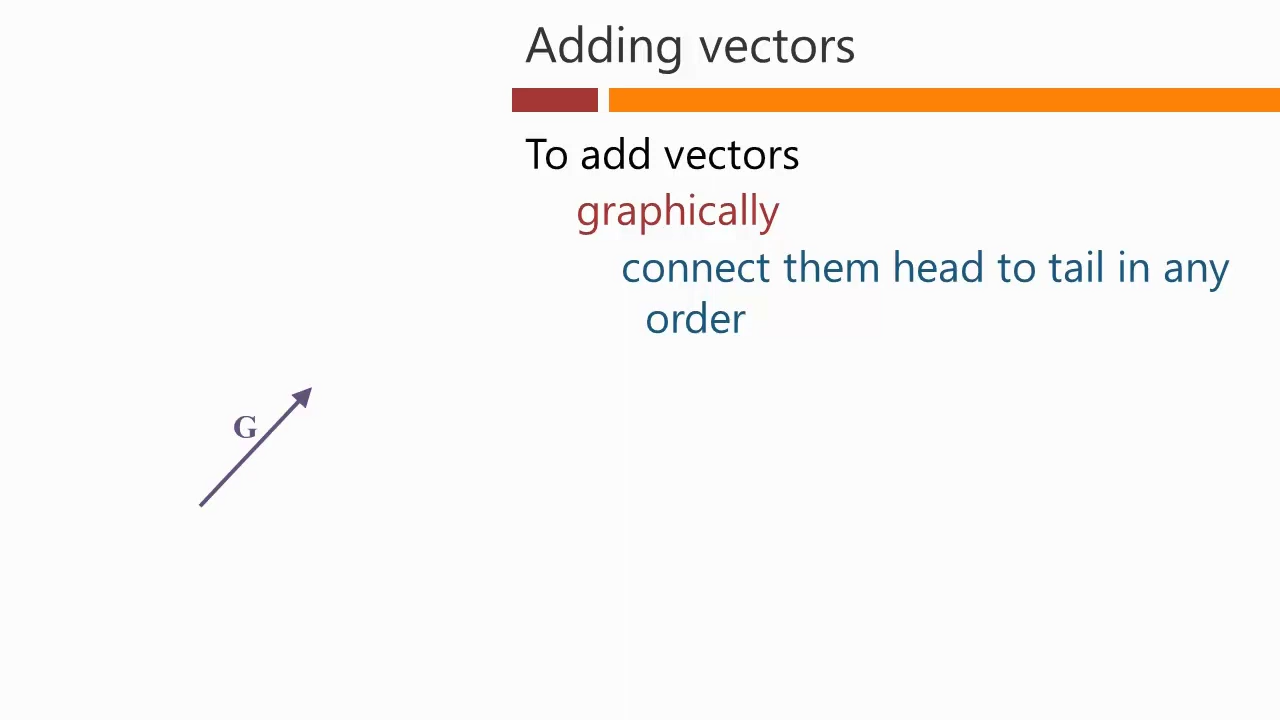 Adding vectors
To add vectors
graphically
connect them head to tail in any
order
G